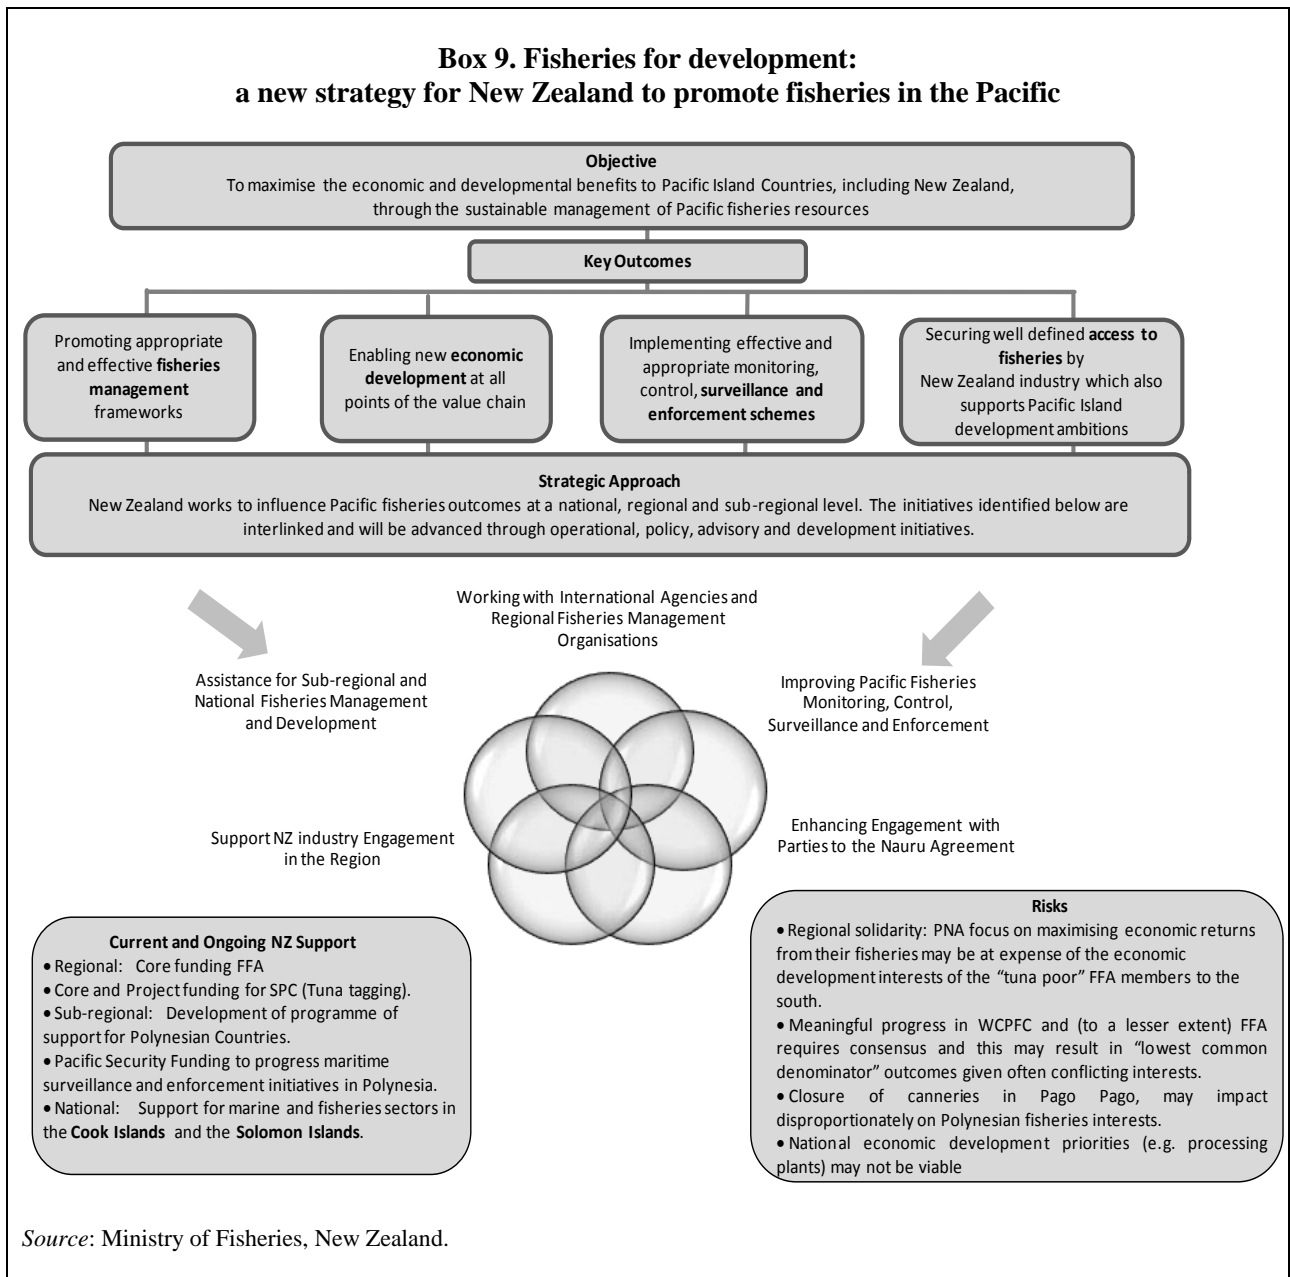 Box 9. Fisheries for development:
a new strategy for New Zealand to promote fisheries in the Pacific
Objective
To maximise the economic and developmental benefits to Pacific Island Countries, including New Zealand,
through the sustainable management of Pacific fisheries resources
Key Outcomes
Promoting appropriate
and effective fisheries
management
frameworks
Enabling new economic
development at all
points of the value chain
Implementing effective and
appropriate monitoring,
control, surveillance and
enforcement schemes
Securing well defined access to
fisheries by
New Zealand industry which also
supports Pacific Island
development ambitions
Strategic Approach
New Zealand works to influence Pacific fisheries outcomes at a national, regional and sub-regional level. The initiatives identified below are
interlinked and will be advanced through operational, policy, advisory and development initiatives.
Working with International Agencies and
Regional Fisheries Management
Organisations
Assistance for Sub-regional and
National Fisheries Management
and Development
Improving Pacific Fisheries
Monitoring, Control,
Surveillance and Enforcement
Support NZ industry Engagement
in the Region
Enhancing Engagement with
Parties to the Nauru Agreement
Current and Ongoing NZ Support
• Regional: Core funding FFA
• Core and Project funding for SPC (Tuna tagging).
• Sub-regional: Development of programme of
support for Polynesian Countries.
• Pacific Security Funding to progress maritime
surveillance and enforcement initiatives in Polynesia.
• National: Support for marine and fisheries sectors in
the Cook Islands and the Solomon Islands.
Risks
• Regional solidarity: PNA focus on maximising economic returns
from their fisheries may be at expense of the economic
development interests of the “tuna poor” FFA members to the
south.
• Meaningful progress in WCPFC and (to a lesser extent) FFA
requires consensus and this may result in “lowest common
denominator” outcomes given often conflicting interests.
• Closure of canneries in Pago Pago, may impact
disproportionately on Polynesian fisheries interests.
• National economic development priorities (e.g. processing
plants) may not be viable
Source: Ministry of Fisheries, New Zealand.